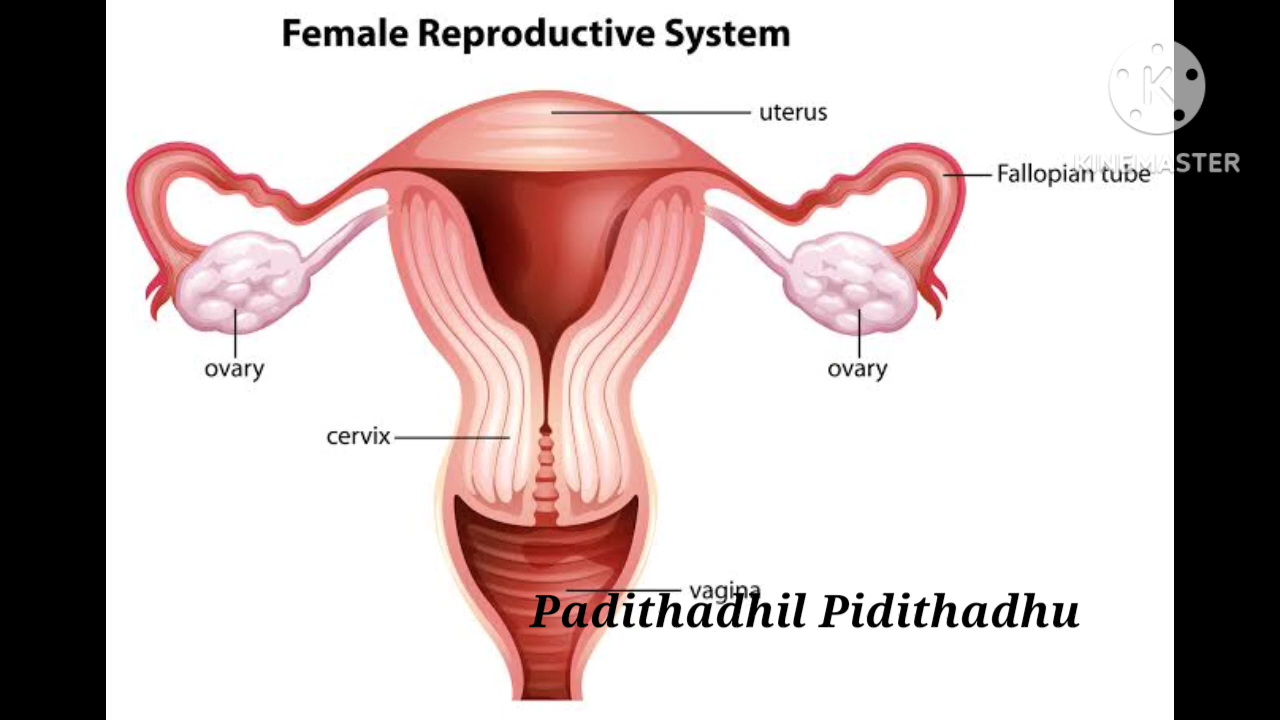 Female Reproductive System
uterus
KINEMASTER
Fallopian tube
ovary
ovary
cervix
vagina
Padithadhil Pidithadhu